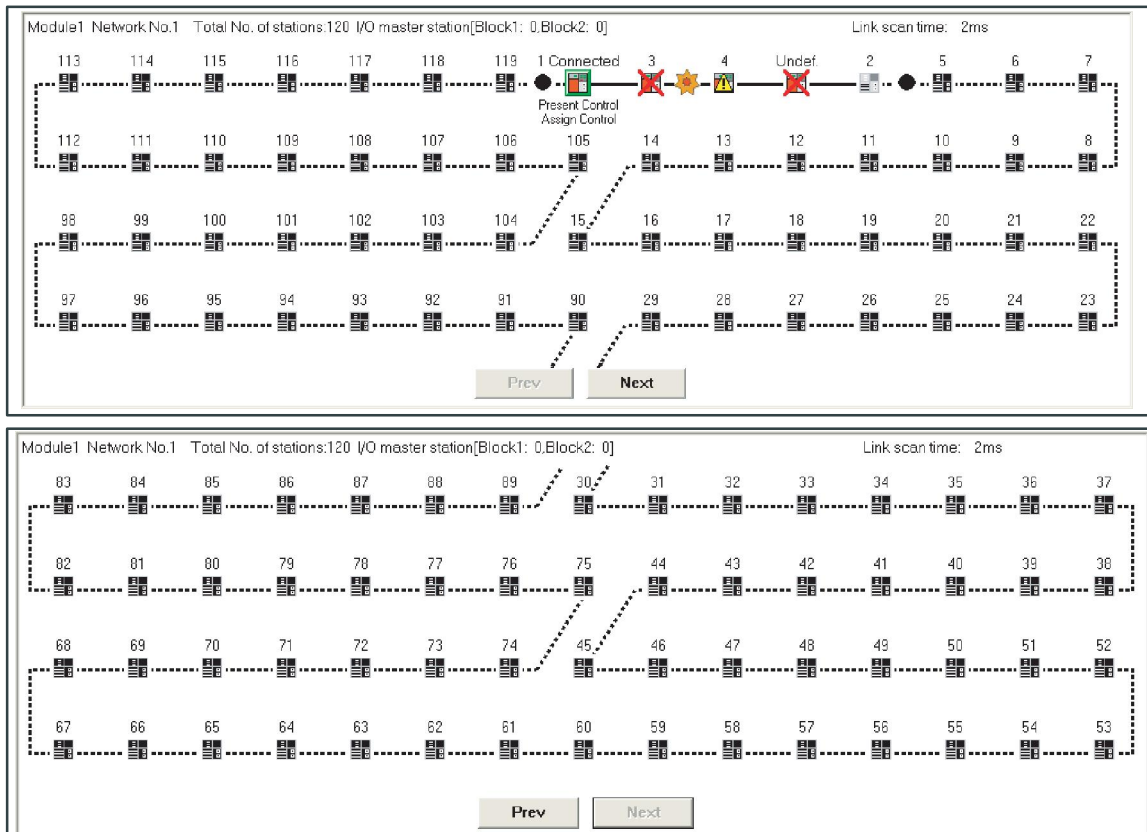 Module1 Network No.1 Total No. of stations:120 I/O master station[Block1: 0,Block2: 0] Link scan time: 2ms
113 114 115 116 117 118 119 1 Connected 3 4 Undef. 2 5 6 7
Present Control
Assign Control
112 111 110 109 108 107 106 105 14 13 12 11 10 9 8
98 99 100 101 102 103 104 15 16 17 18 19 20 21 22
97 96 95 94 93 92 91 90 29 28 27 26 25 24 23
Prev Next
Module1 Network No.1 Total No. of stations:120 I/O master station[Block1: 0,Block2: 0] Link scan time: 2ms
83 84 85 86 87 88 89 30 31 32 33 34 35 36 37
82 81 80 79 78 77 76 75 44 43 42 41 40 39 38
68 69 70 71 72 73 74 45 46 47 48 49 50 51 52
67 66 65 64 63 62 61 60 59 58 57 56 55 54 53
Prev Next